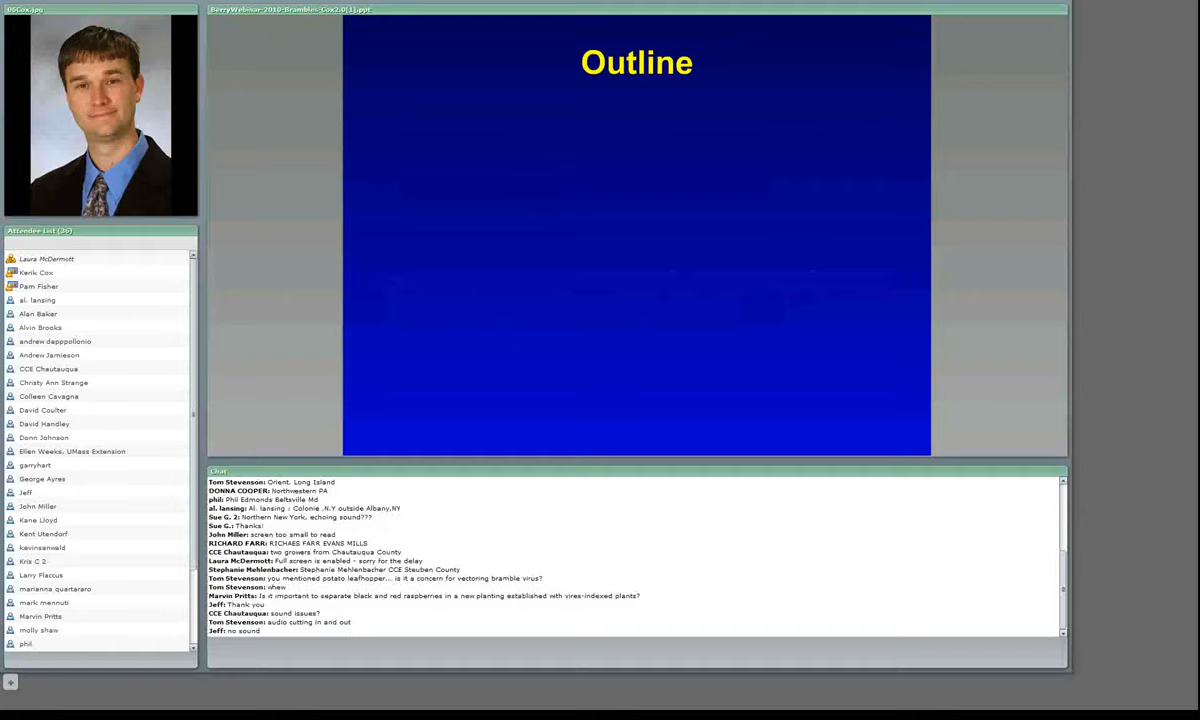 06Cox.jpg
BerryWebinar-2010-Brambles-Cox2.0[1].ppt
Outline
Attendee List (36)
Laura McDermott
Kerik Cox
Pam Fisher
al. lansing
Alan Baker
Alvin Brooks
andrew dapppollonio
Andrew Jamieson
CCE Chautauqua
Christy Ann Strange
Colleen Cavagna
David Coulter
David Handley
Donn Johnson
Ellen Weeks, UMass Extension
garryhart
George Ayres
Jeff
John Miller
Kane Lloyd
Kent Utendorf
kevinsanwald
Kris C 2
Larry Flaccus
marianna quartararo
mark mennuti
Marvin Pritts
molly shaw
phil
Chat
Tom Stevenson: Orient. Long Island
DONNA COOPER: Northwestern PA
phil: Phil Edmonds Beltsville Md
al. lansing: Al. lansing : Colonie ,N.Y outside Albany,NY
Sue G. 2: Northern New York, echoing sound???
Sue G.: Thanks!
John Miller: screen too small to read
RICHARD FARR: RICHAES FARR EVANS MILLS
CCE Chautauqua: two growers from Chautauqua County
Laura McDermott: Full screen is enabled - sorry for the delay
Stephanie Mehlenbacher: Stephanie Mehlenbacher CCE Steuben County
Tom Stevenson: you mentioned potato leafhopper... is it a concern for vectoring bramble virus?
Tom Stevenson: whew
Marvin Pritts: Is it important to separate black and red raspberries in a new planting established with vires-indexed plants?
Jeff: Thank you
CCE Chautauqua: sound issues?
Tom Stevenson: audio cutting in and out
Jeff: no sound